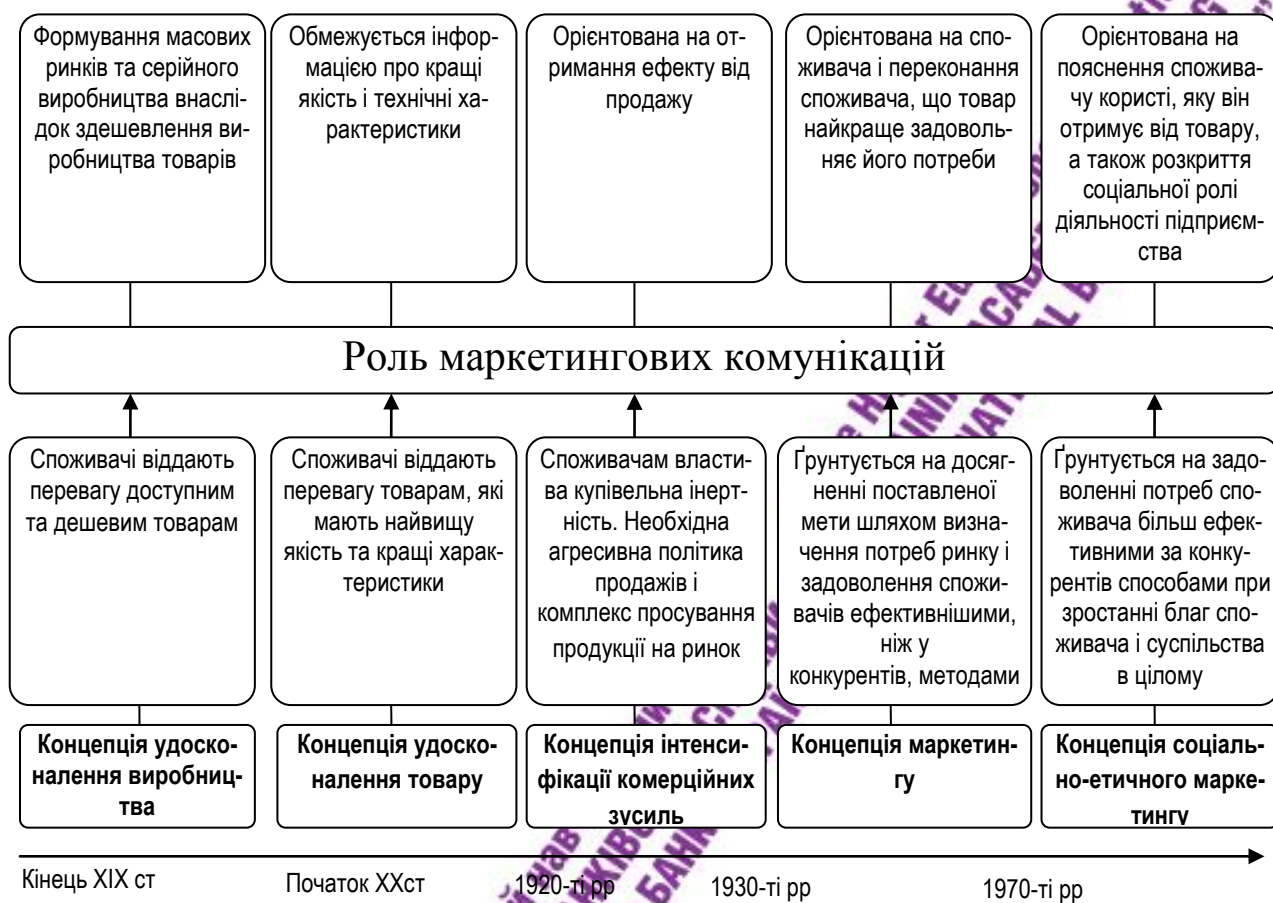 Формування масових
ринків та серійного
виробництва внаслі-
док здешевлення ви-
робництва товарів
Обмежується інфор-
мацією про кращі
якість і технічні ха-
рактеристики
Орієнтована на от-
римання ефекту від
продажу
Орієнтована на спо-
живача і переконання
споживача, що товар
найкраще задоволь-
няє його потреби
Орієнтована на
пояснення спожива-
чу користі, яку він
отримує від товару,
а також розкриття
соціальної ролі
діяльності підприєм-
ства
Роль маркетингових комунікацій
Споживачі віддають
перевагу доступним
та дешевим товарам
Споживачі віддають
перевагу товарам, які
мають найвищу
якість та кращі харак-
теристики
Споживачам власти-
ва купівельна інерт-
ність. Необхідна
агресивна політика
продажів і
комплекс просування
продукції на ринок
Ґрунтується на досяг-
ненні поставленої
мети шляхом визна-
чення потреб ринку і
задоволення спожи-
вачів ефективнішими,
ніж у
конкурентів, методами
Ґрунтується на задо-
воленні потреб спо-
живача більш ефек-
тивними за конку-
рентів способами при
зростанні благ спо-
живача і суспільства
в цілому
Концепція удоско-
налення виробниц-
тва
Концепція удоско-
налення товару
Концепція інтенси-
фікації комерційних
зусиль
Концепція маркетин-
гу
Концепція соціаль-
но-етичного марке-
тингу
Кінець XIX ст
Початок XXст
1920-ті рр
1930-ті рр
1970-ті рр